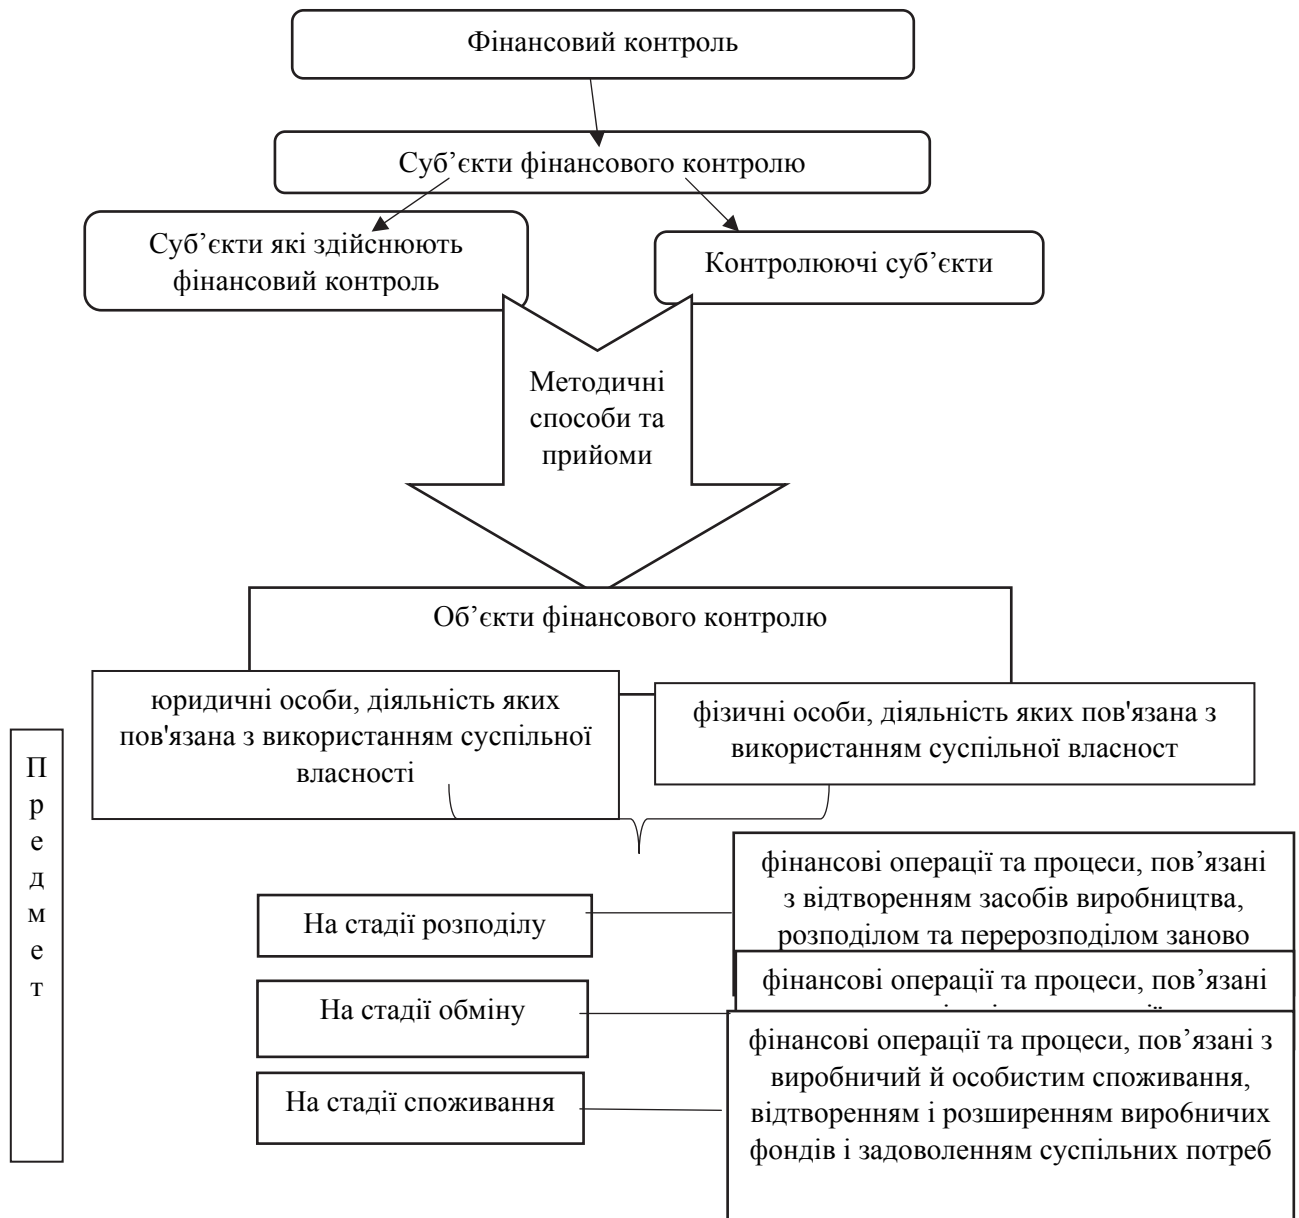 Фінансовий контроль
Суб’єкти фінансового контролю
Суб’єкти які здійснюють
фінансовий контроль
Контролюючі суб’єкти
Методичні
способи та
прийоми
Об’єкти фінансового контролю
юридичні особи, діяльність яких
пов'язана з використанням суспільної
власності
фізичні особи, діяльність яких пов'язана з
використанням суспільної власност
П
р
е
д
м
е
т
На стадії розподілу
фінансові операції та процеси, пов’язані
з відтворенням засобів виробництва,
розподілом та перерозподілом заново
На стадії обміну
фінансові операції та процеси, пов’язані
На стадії споживання
фінансові операції та процеси, пов’язані з
виробничий й особистим споживання,
відтворенням і розширенням виробничих
фондів і задоволенням суспільних потреб